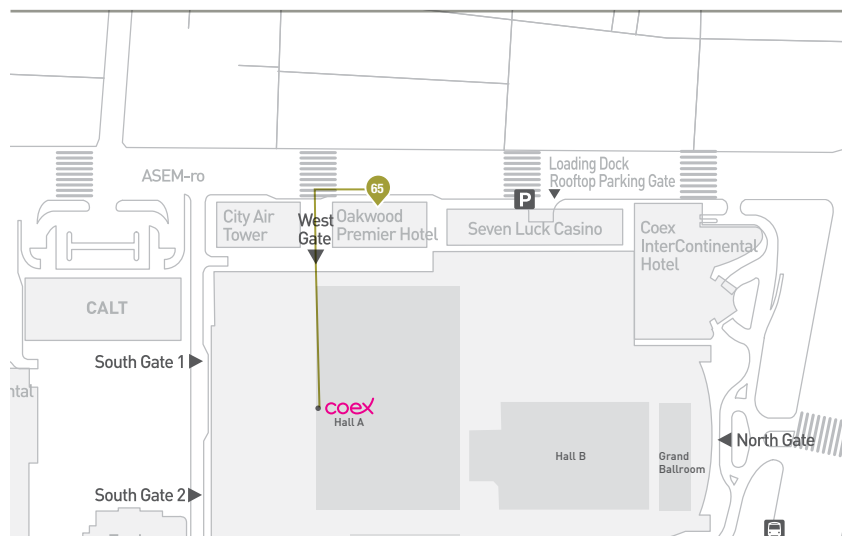 Loading Dock
Rooftop Parking Gate
ASEM-ro
65
P
City Air
Tower
West
Gate
Oakwood
Premier Hotel
Seven Luck Casino
Coex
InterContinental
Hotel
CALT
South Gate 1
ntal
coex
Hall A
North Gate
Hall B
Grand
Ballroom
South Gate 2